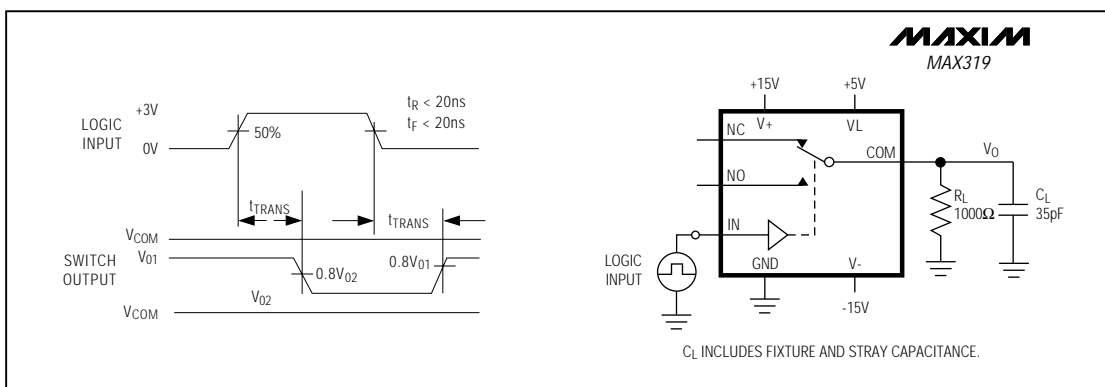 MAXIM
MAX319
+3V
LOGIC
INPUT
0V
50%
tR < 20ns
tF < 20ns
tTRANS
tTRANS
VCOM
V01
SWITCH
OUTPUT
0.8V02
0.8V01
V02
VCOM
+15V
+5V
V+
VL
NC
COM
VO
NO
RL
1000Ω
CL
35pF
IN
LOGIC
INPUT
GND
V-
-15V
CL INCLUDES FIXTURE AND STRAY CAPACITANCE.